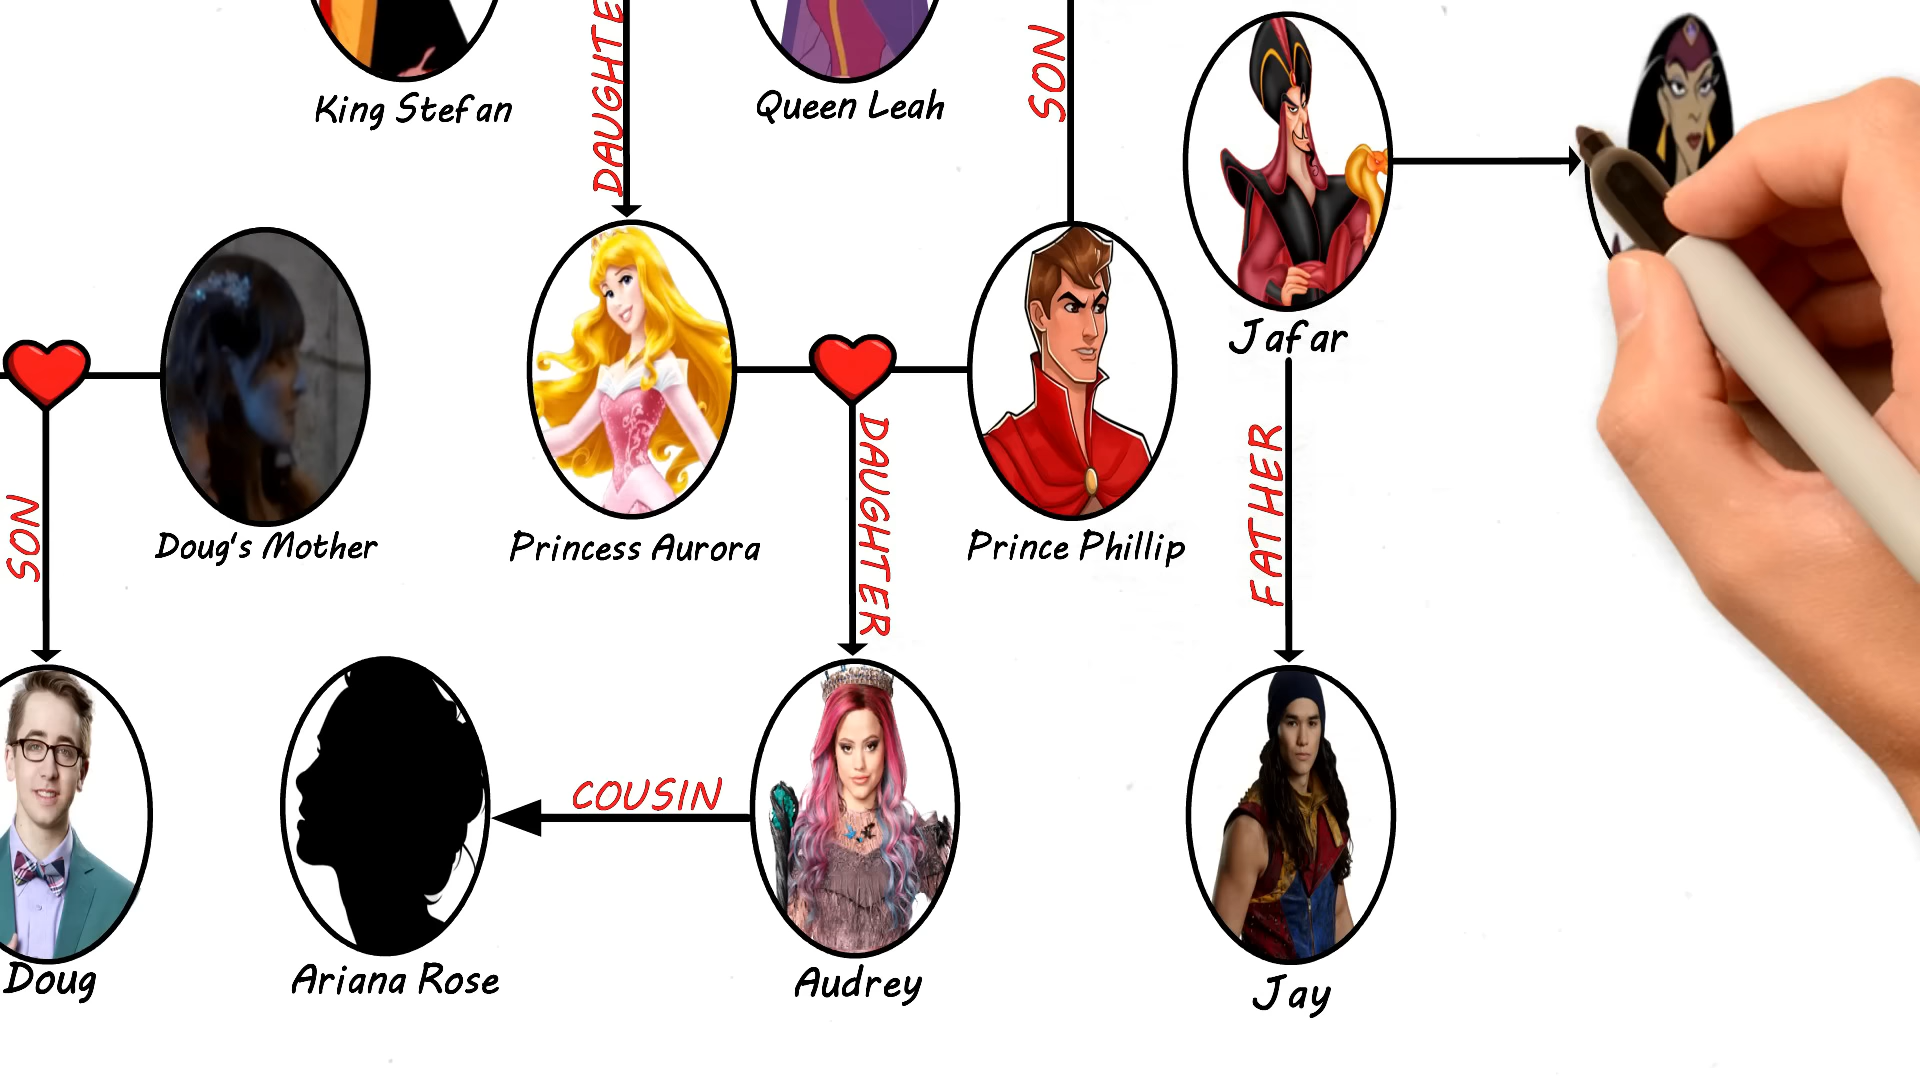 King Stefan
DAUGHTE
Queen Leah
SON
Jafar
Doug's Mother
Princess Aurora
Prince Phillip
SON
DAUGHTER
FATHER
COUSIN
Doug
Ariana Rose
Audrey
Jay